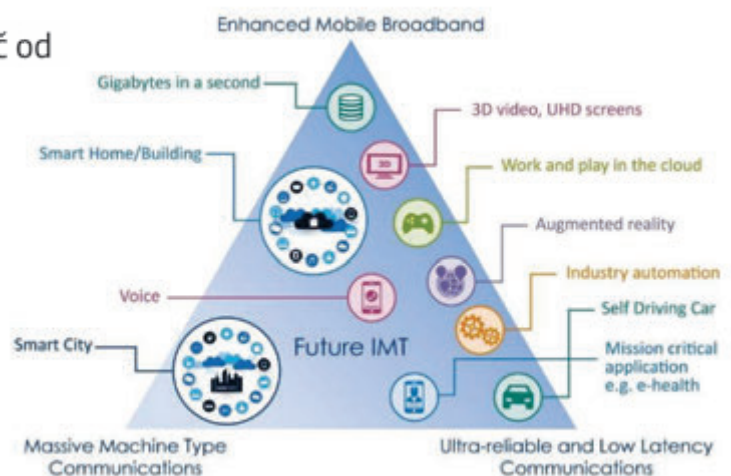 Enhanced Mobile Broadband
č od
Gigabytes in a second
3D video, UHD screens
Smart Home/Building
3D
Work and play in the cloud
Augmented reality
Industry automation
Voice
Self Driving Car
Smart City
Future IMT
Mission critical
application
e.g. e-health
Massive Machine Type
Communications
Ultra-reliable and Low Latency
Communications